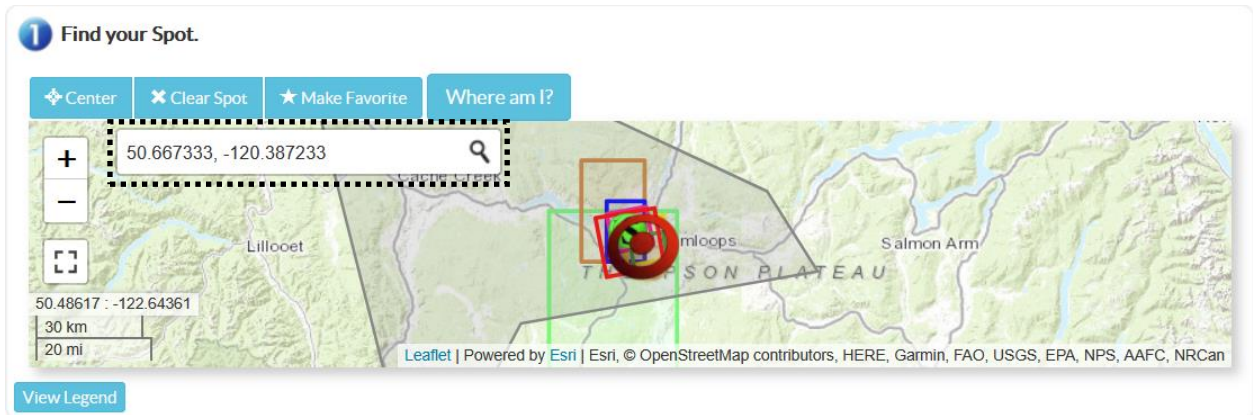 1 Find your Spot.
Center Clear Spot Make Favorite Where am I?
+
50.667333, -120.387233
Cache Creek
−
Lillooet
Salmon Arm
PLATEAU
50.48617 : -122.64361
30 km
20 mi
Leaflet | Powered by Esri | Esri, © OpenStreetMap contributors, HERE, Garmin, FAO, USGS, EPA, NPS, AAFC, NRCan
View Legend